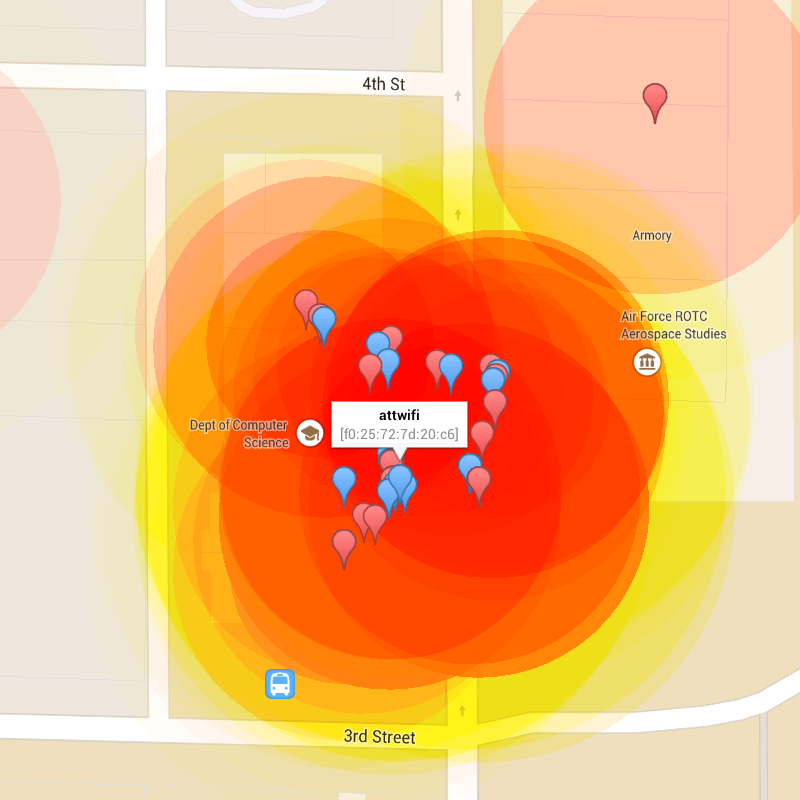 4th St
Armory
Air Force ROTC
Aerospace Studies
attwifi
[f0:25:72:7d:20:c6]
Dept of Computer
Science
3rd Street